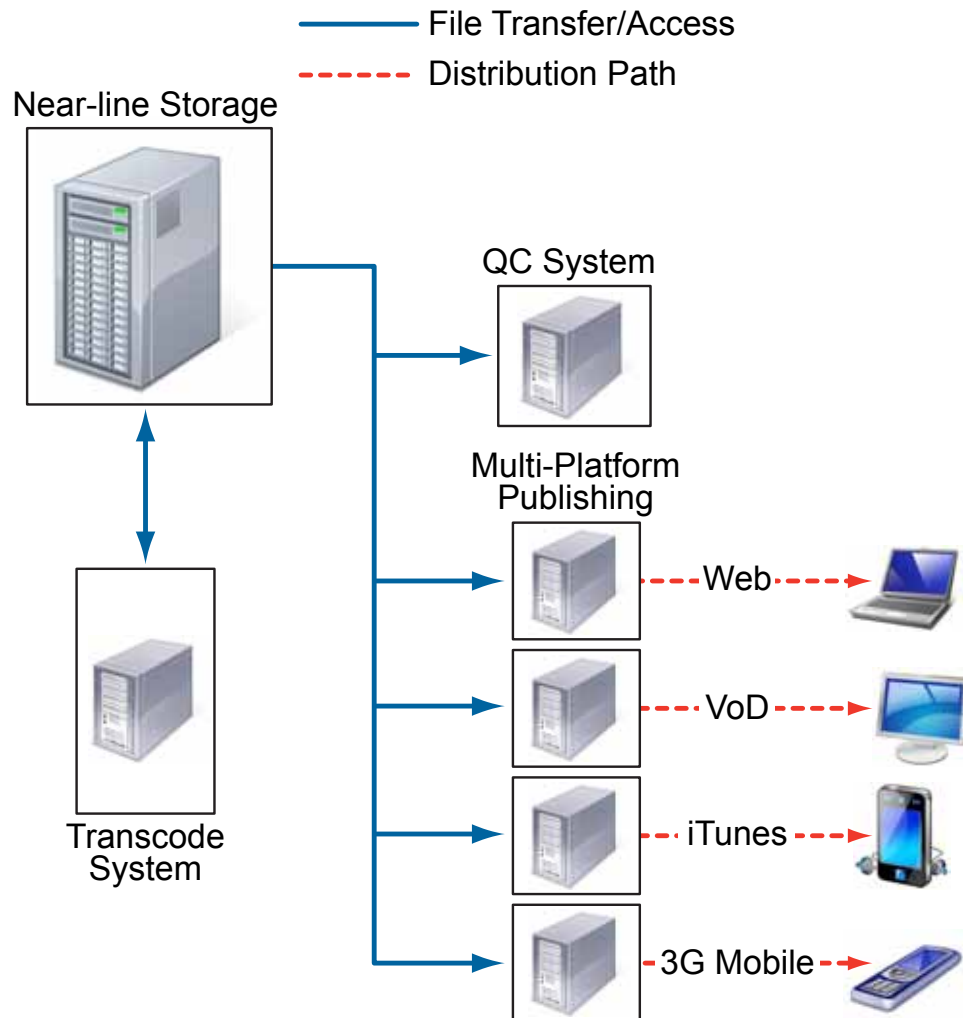 File Transfer/Access
Distribution Path
Near-line Storage
QC System
Multi-Platform
Publishing
Web
VoD
iTunes
3G Mobile
Transcode
System